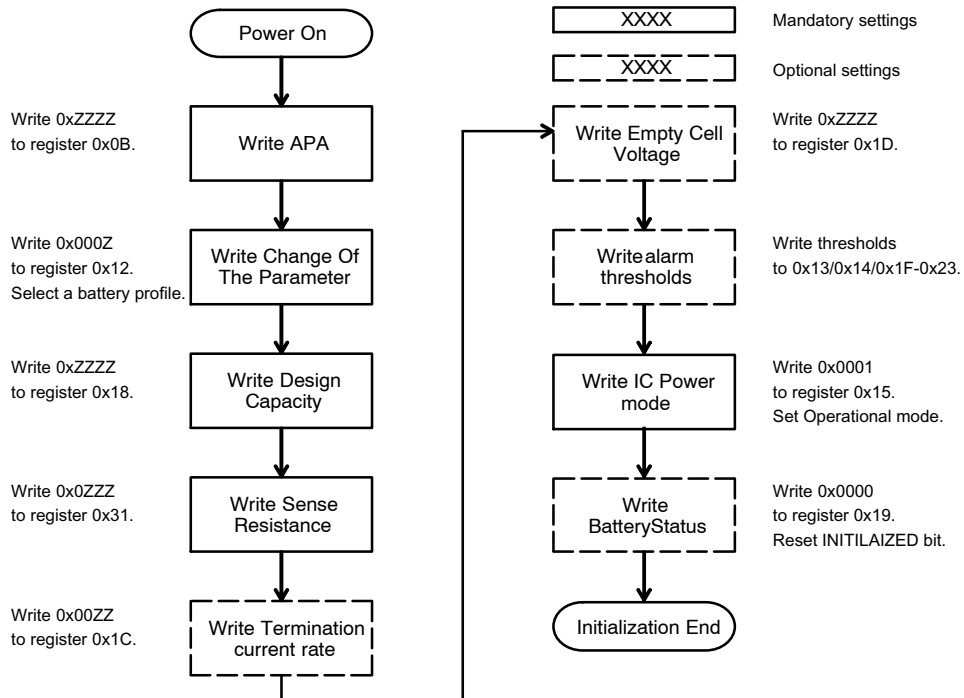 Power On
Write 0xZZZZ
to register 0x0B.
Write APA
Write 0x000Z
to register 0x12.
Select a battery profile.
Write Change Of
The Parameter
Write 0xZZZZ
to register 0x18.
Write Design
Capacity
Write 0x0ZZZ
to register 0x31.
Write Sense
Resistance
Write 0x00ZZ
to register 0x1C.
Write Termination
current rate
XXXX
Mandatory settings
XXXX
Optional settings
Write Empty Cell
Voltage
Write 0xZZZZ
to register 0x1D.
Writealarm
thresholds
Write thresholds
to 0x13/0x14/0x1F-0x23.
Write IC Power
mode
Write 0x0001
to register 0x15.
Set Operational mode.
Write
BatteryStatus
Write 0x0000
to register 0x19.
Reset INITILAIZED bit.
Initialization End